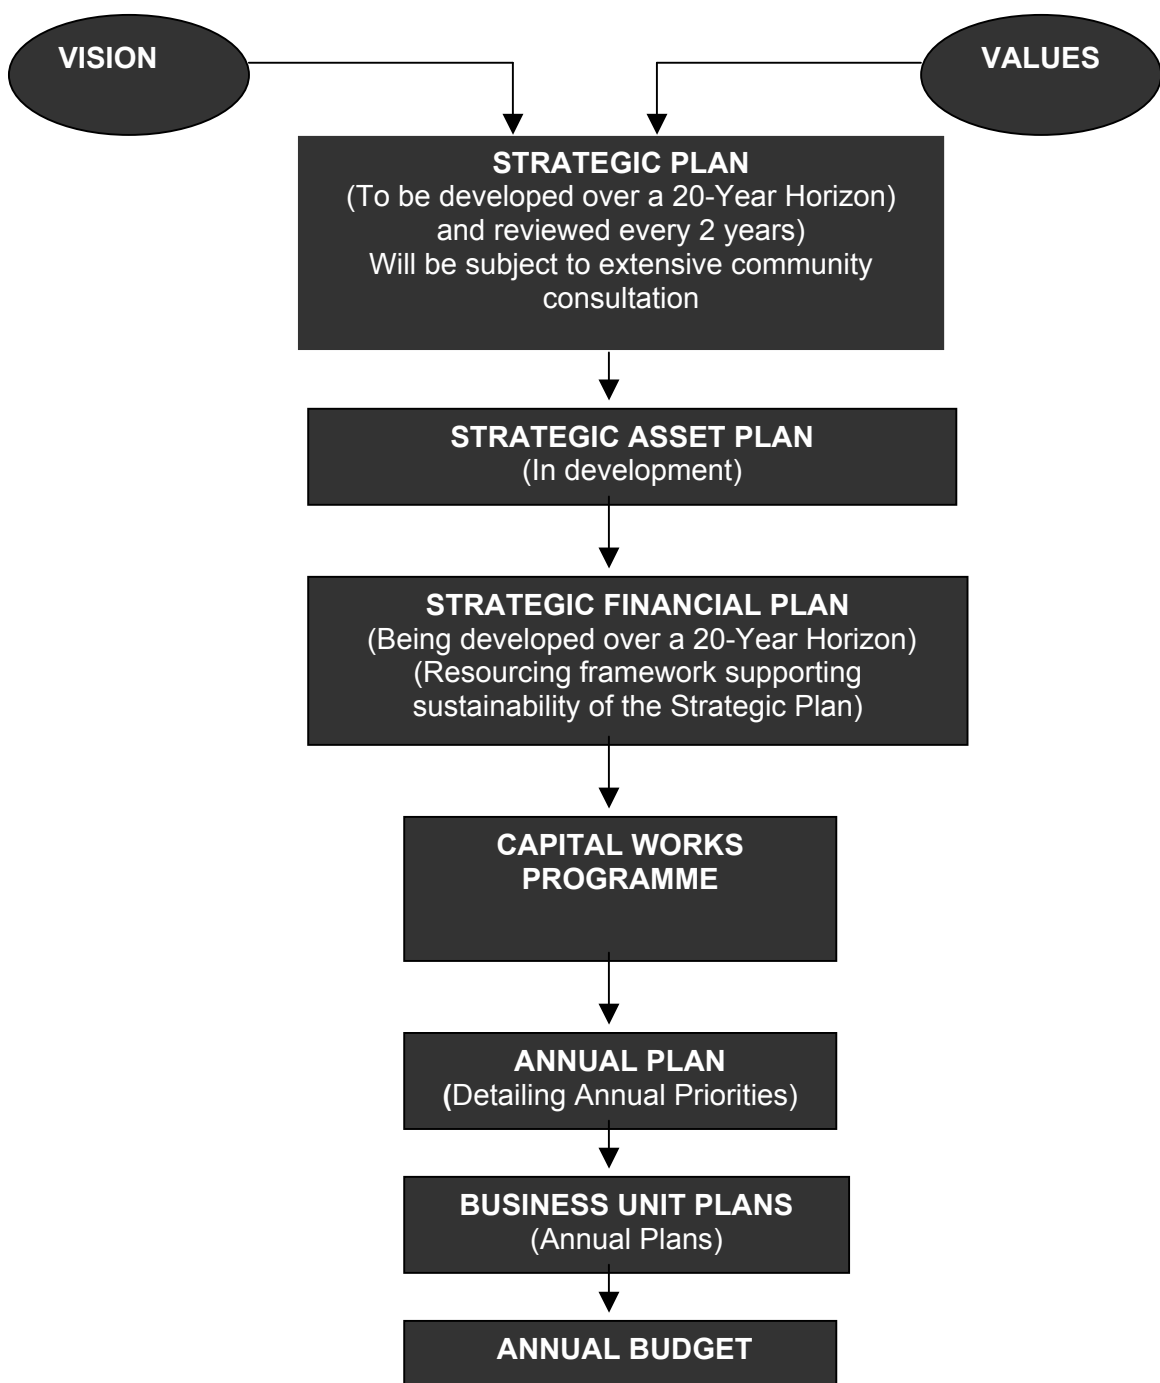 VISION
VALUES
STRATEGIC PLAN
(To be developed over a 20-Year Horizon)
and reviewed every 2 years)
Will be subject to extensive community
consultation
STRATEGIC ASSET PLAN
(In development)
STRATEGIC FINANCIAL PLAN
(Being developed over a 20-Year Horizon)
(Resourcing framework supporting
sustainability of the Strategic Plan)
CAPITAL WORKS
PROGRAMME
ANNUAL PLAN
(Detailing Annual Priorities)
BUSINESS UNIT PLANS
(Annual Plans)
ANNUAL BUDGET